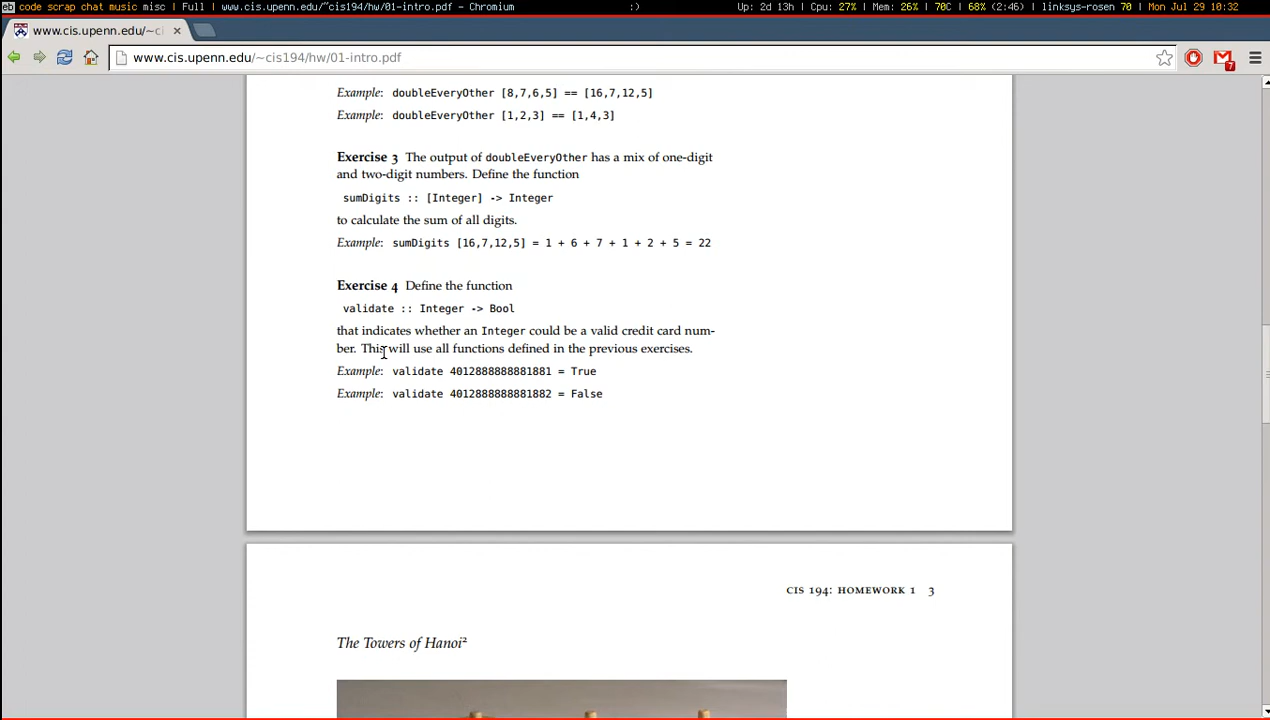 eb code scrap chat music misc | Full | www.cis.upenn.edu/~cis194/hw/01-intro.pdf - Chromium :) Up: 2d 13h | Cpu: 27% | Mem: 26% | 70C | 68% (2:46) | linksys-rosen 70 | Mon Jul 29 10:32
www.cis.upenn.edu/~ci
www.cis.upenn.edu/~cis194/hw/01-intro.pdf
7
Example: doubleEveryOther [8,7,6,5] == [16,7,12,5]
Example: doubleEveryOther [1,2,3] == [1,4,3]
Exercise 3 The output of doubleEveryOther has a mix of one-digit
and two-digit numbers. Define the function
sumDigits :: [Integer] -> Integer
to calculate the sum of all digits.
Example: sumDigits [16,7,12,5] = 1 + 6 + 7 + 1 + 2 + 5 = 22
Exercise 4 Define the function
validate :: Integer -> Bool
that indicates whether an Integer could be a valid credit card num-
ber. This will use all functions defined in the previous exercises.
Example: validate 4012888888881881 = True
Example: validate 4012888888881882 = False
CIS 194: HOMEWORK 1 3
The Towers of Hanoi²